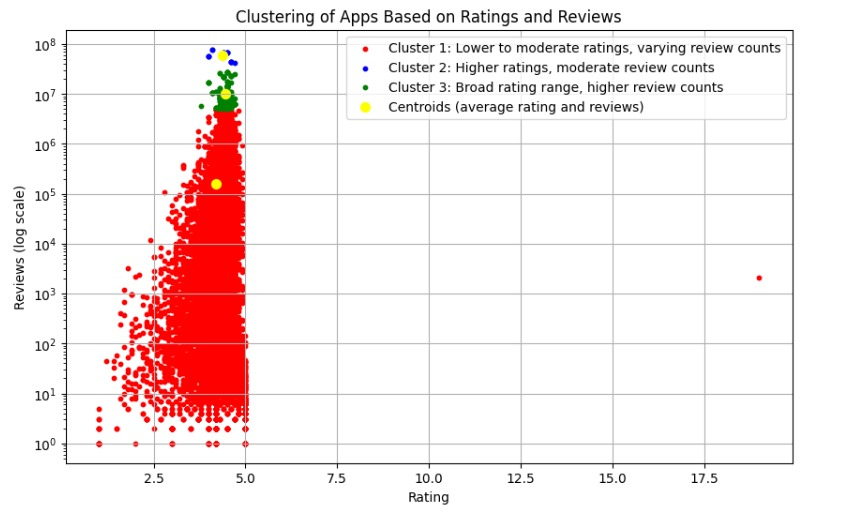 Clustering of Apps Based on Ratings and Reviews
Cluster 1: Lower to moderate ratings, varying review counts
Cluster 2: Higher ratings, moderate review counts
Cluster 3: Broad rating range, higher review counts
Centroids (average rating and reviews)
Reviews (log scale)
10⁸
10⁷
10⁶
10⁵
10⁴
10³
10²
10¹
10⁰
2.5 5.0 7.5 10.0 12.5 15.0 17.5
Rating